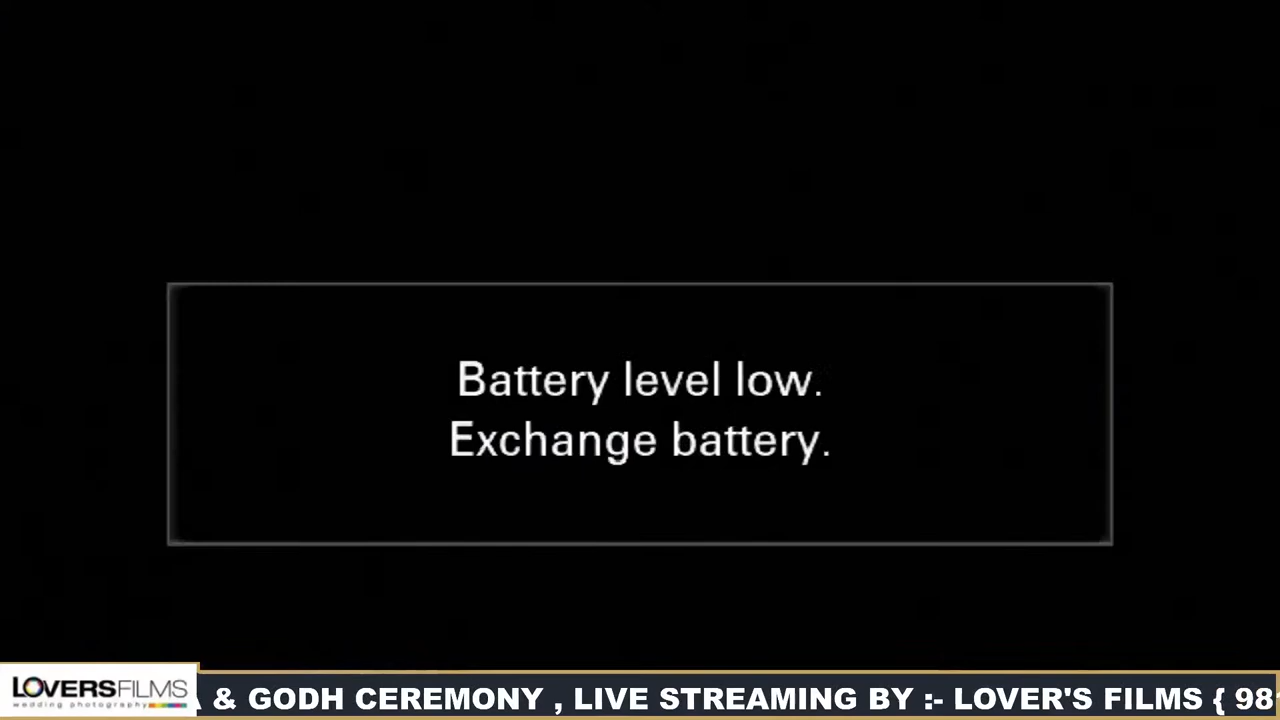 Battery level low.
Exchange battery.
LOVERSFILMS
wedding photography
& GODH CEREMONY , LIVE STREAMING BY :- LOVER'S FILMS { 98